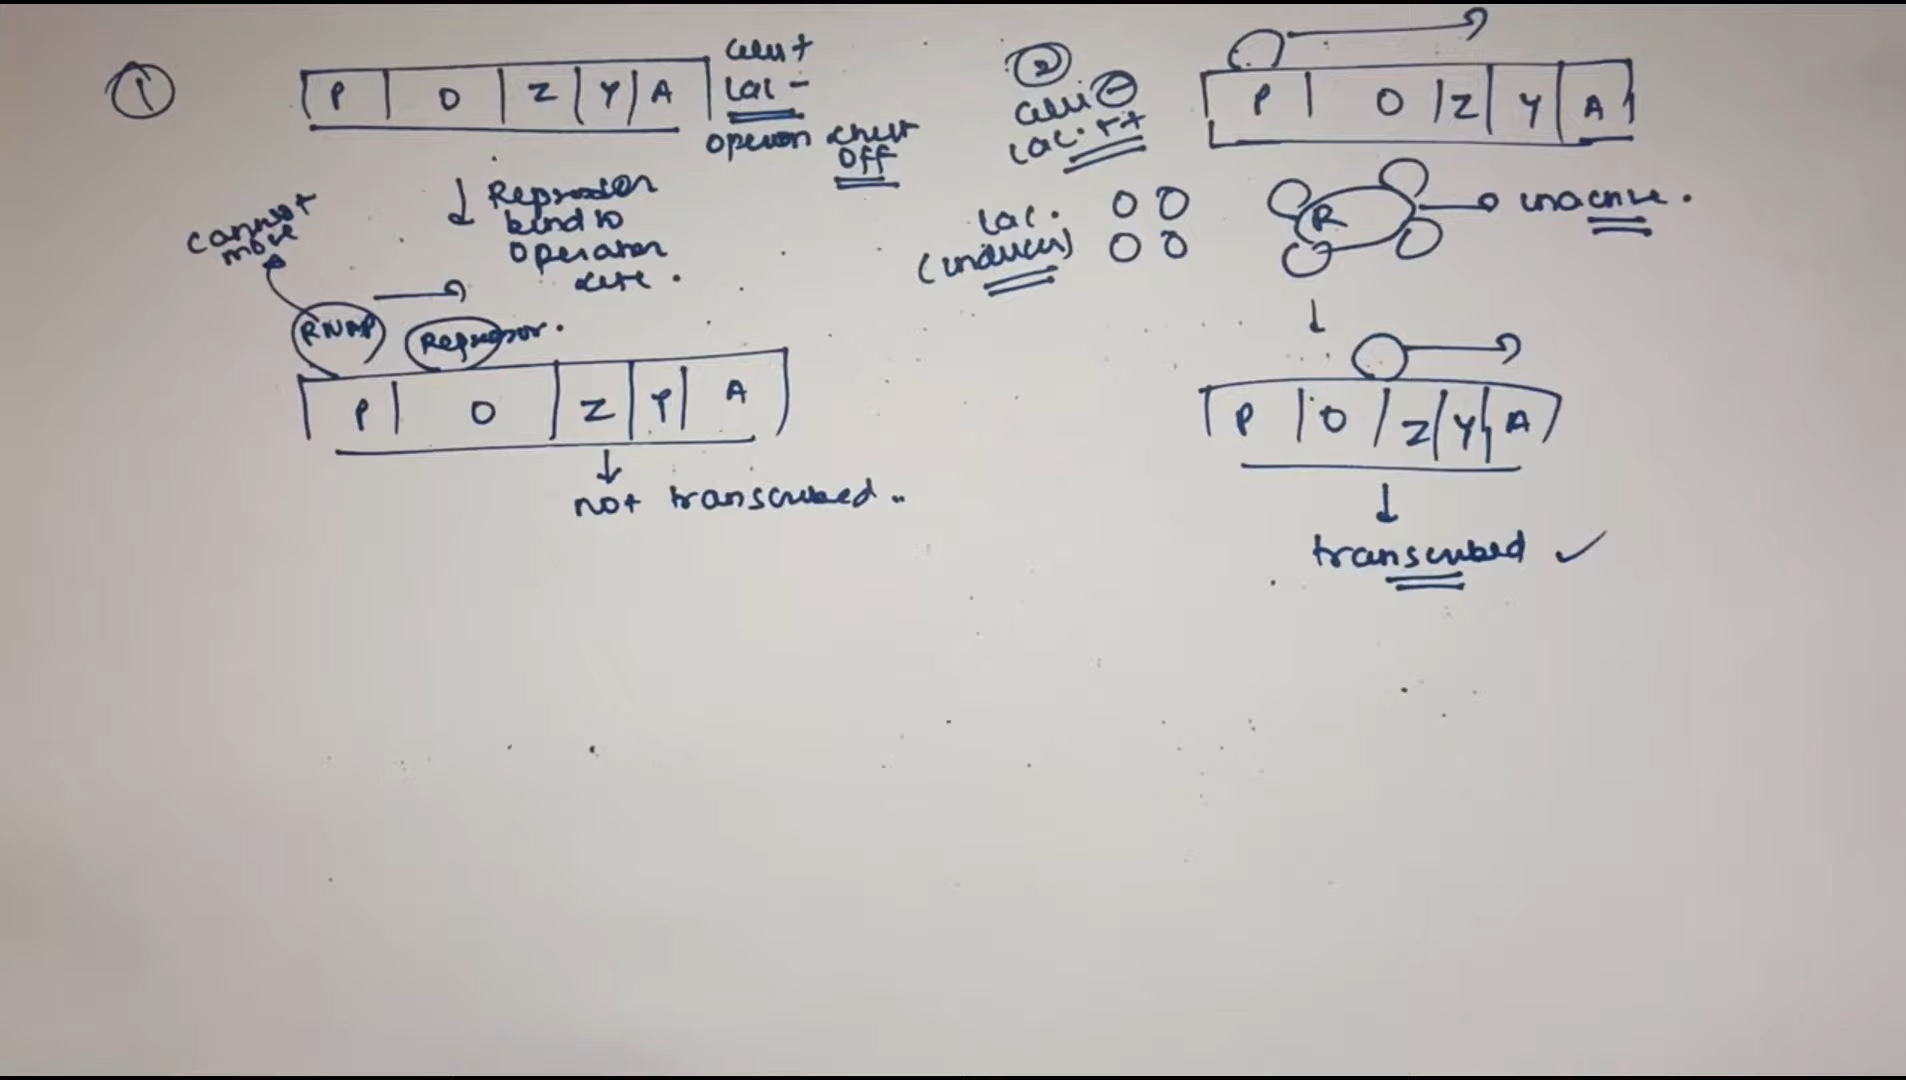 ①
P O Z Y A
Lac -
operon shut
OFF
↓ Repressor
bind to
operator
site.
cannot
move
RNAP Repressor.
P O Z Y A
↓
not transcribed..
②
Lac. ++
P O Z Y A
Lac.
(inducer)
R inactive.
↓
P O Z Y A
↓
transcribed ✓